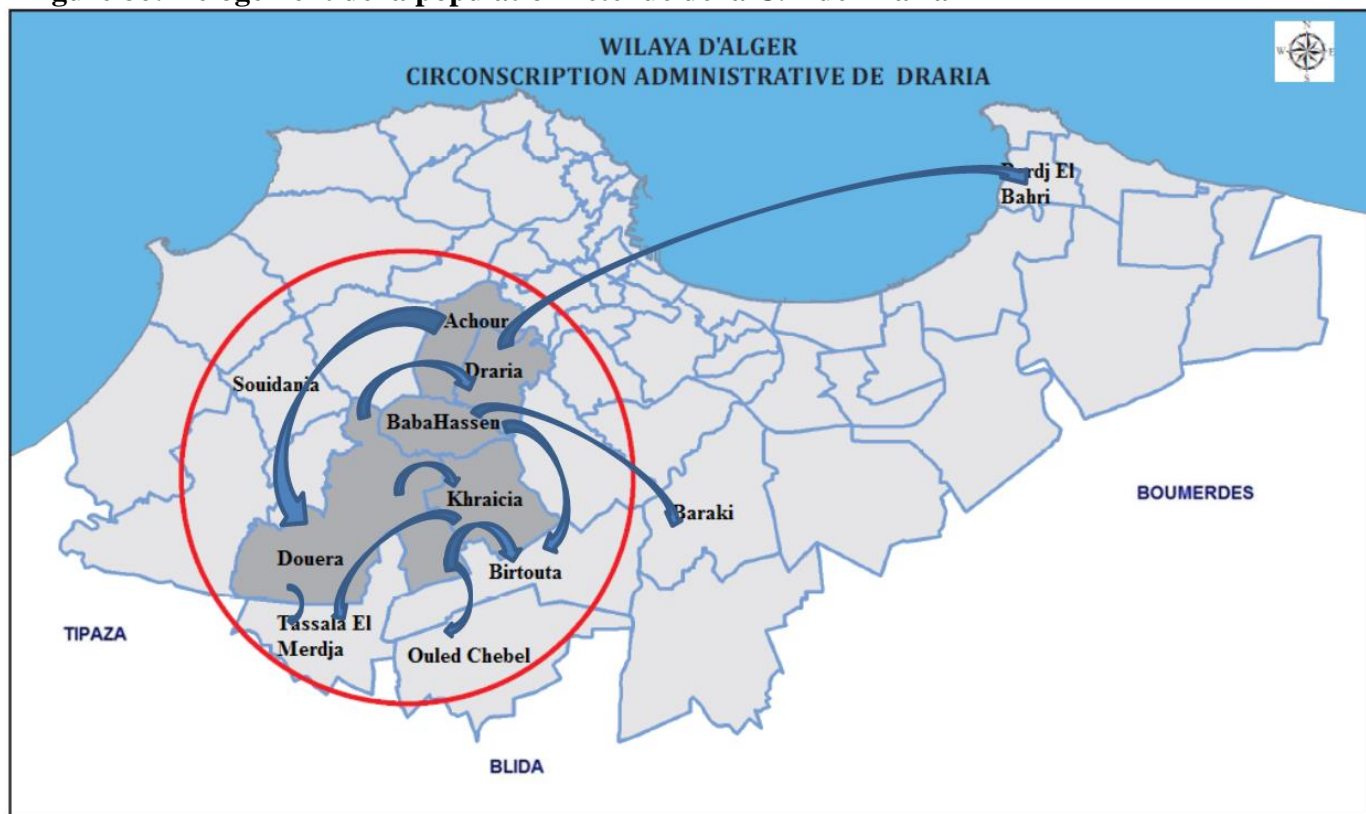 WILAYA D'ALGER
CIRCONSCRIPTION ADMINISTRATIVE DE DRARIA
N
W
E
S
Bordj El
Bahri
Achour
Draria
Souidania
BabaHassen
Khraicia
Baraki
BOUMERDES
Douera
Birtouta
TIPAZA
Tassala El
Merdja
Ouled Chebel
BLIDA